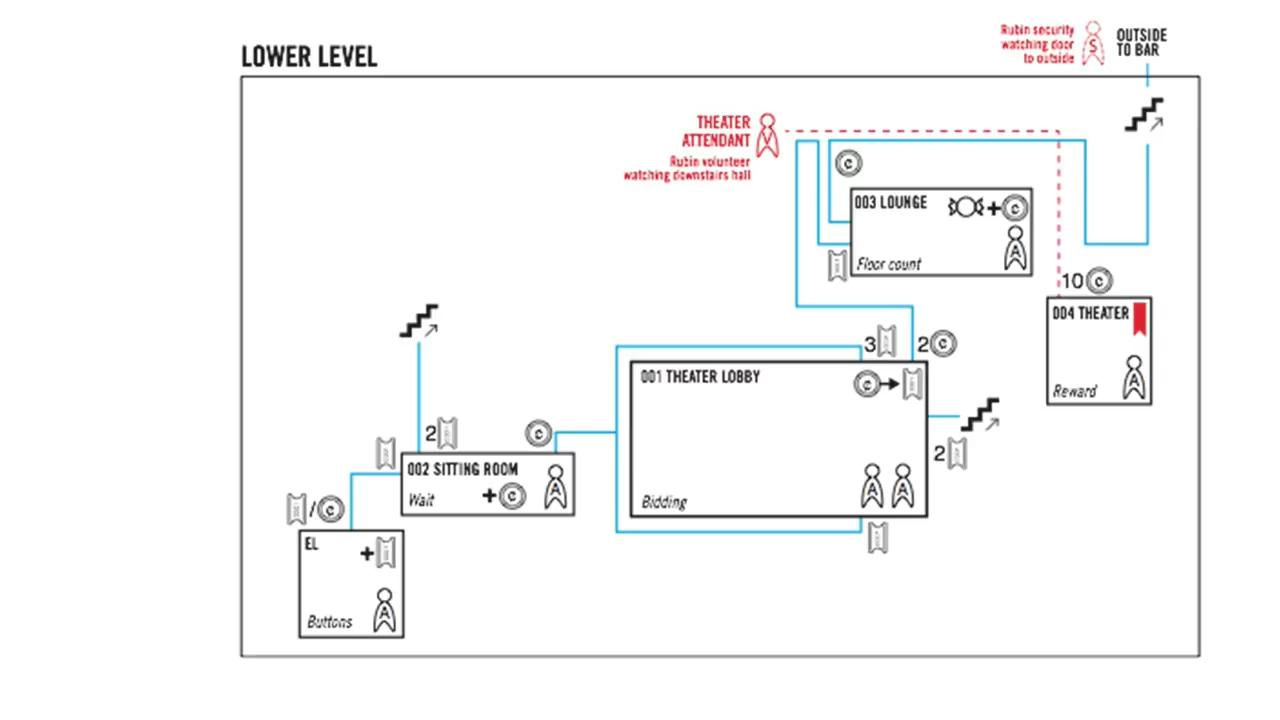 Rubin security
watching door
to outside
S
OUTSIDE
TO BAR
LOWER LEVEL
THEATER
ATTENDANT
Rubin volunteer
watching downstairs hall
V
C
003 LOUNGE
+ C
A
Floor count
10 C
004 THEATER
A
Reward
3
2 C
001 THEATER LOBBY
C
A A
Bidding
2
2
C
002 SITTING ROOM
Wait
+ C
A
/ C
EL
+
A
Buttons